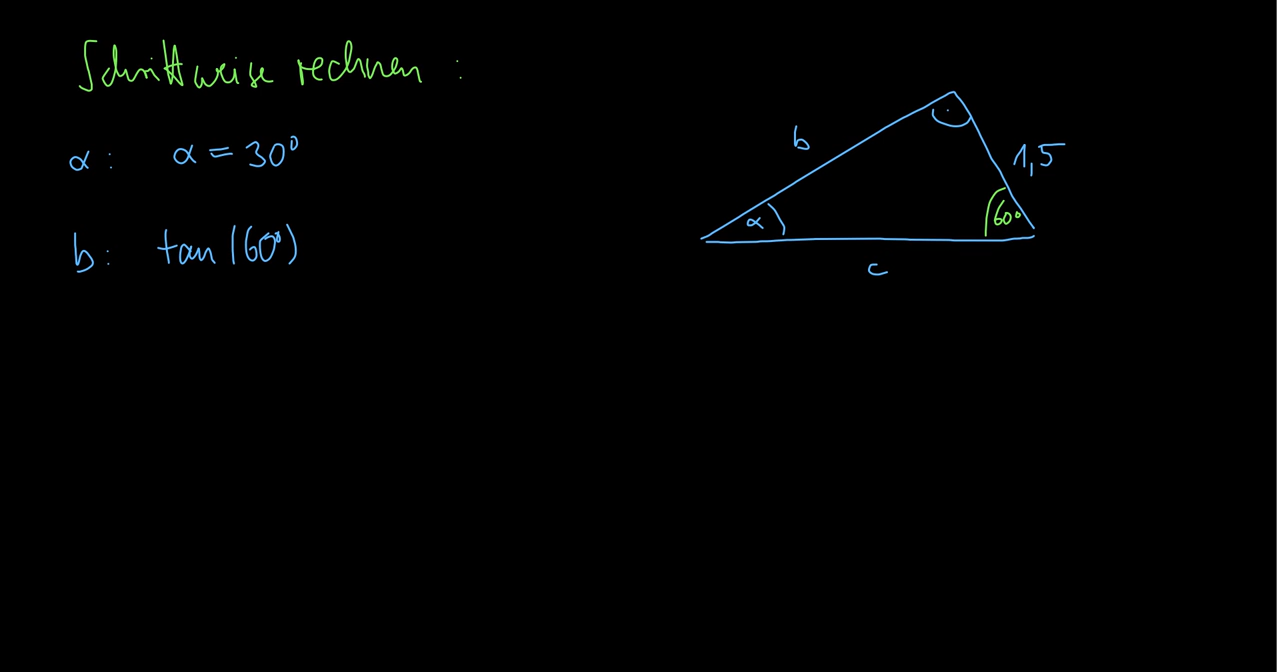 Schrittweise rechnen :
α : α = 30°
b : tan(60°)
b
1,5
α
60°
c